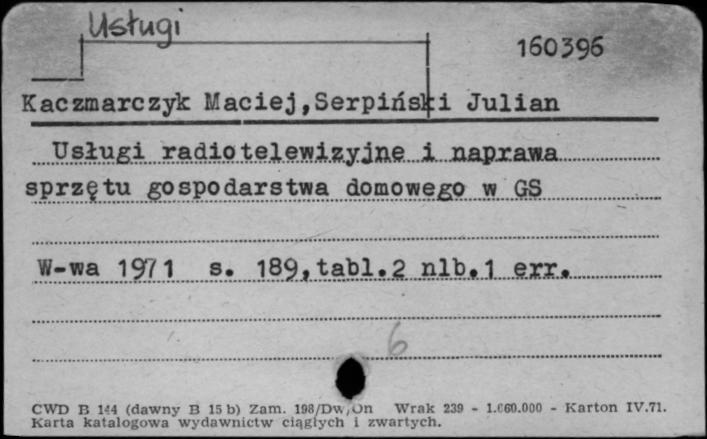 Usługi
160396
Kaczmarczyk Maciej,Serpiński Julian
Usługi radiotelewizyjne i naprawa
sprzętu gospodarstwa domowego w GS
W-wa 1971 s. 189,tabl.2 nlb.1 err.
6
CWD B 144 (dawny B 15 b) Zam. 198/Dw/On Wrak 239 - 1.060.000 - Karton IV.71.
Karta katalogowa wydawnictw ciągłych i zwartych.